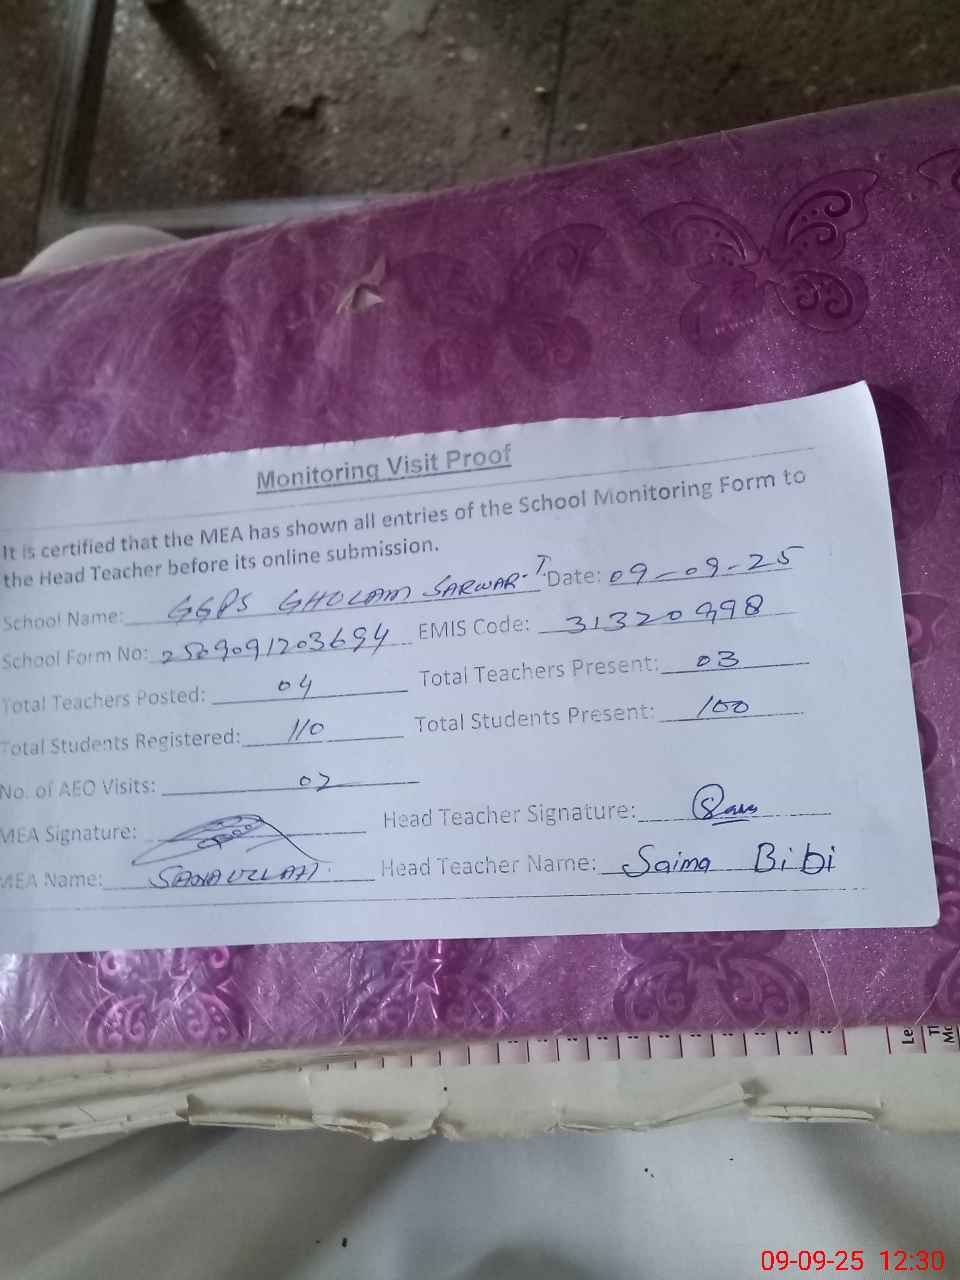 Monitoring Visit Proof
It is certified that the MEA has shown all entries of the School Monitoring Form to
the Head Teacher before its online submission.
School Name: GGPS GHOLAM SARWAR-T. Date: 09-09-25
School Form No: 2509091203694 EMIS Code: 31320998
Total Teachers Posted: 04 Total Teachers Present: 03
Total Students Registered: 110 Total Students Present: 100
No. of AEO Visits: 02
MEA Signature: Head Teacher Signature:
MEA Name: SANAULLAH. Head Teacher Name: Saima Bibi
Le
09-09-25 12:30